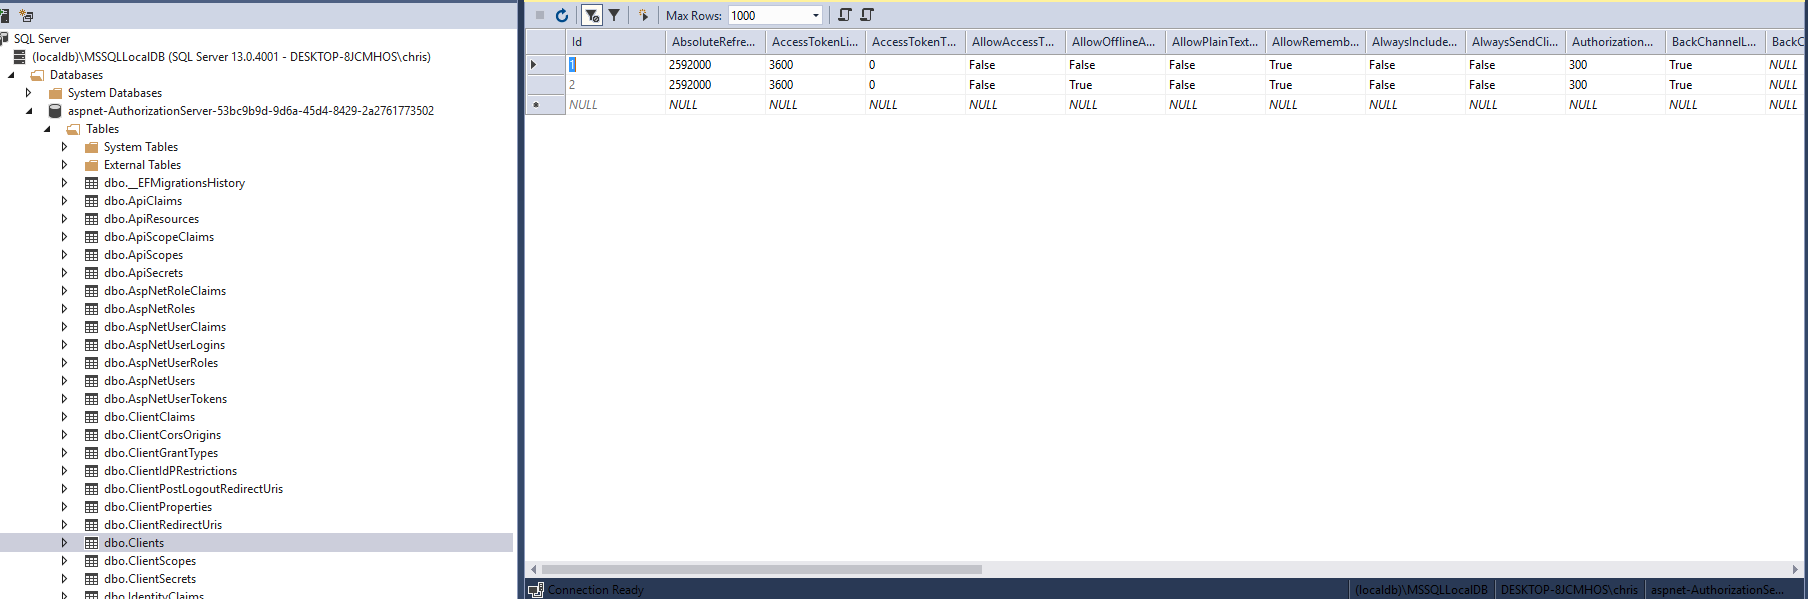 SQL Server
(localdb)\MSSQLLocalDB (SQL Server 13.0.4001 - DESKTOP-8JCMHOS\chris)
Databases
System Databases
aspnet-AuthorizationServer-53bc9b9d-9d6a-45d4-8429-2a2761773502
Tables
System Tables
External Tables
dbo.__EFMigrationsHistory
dbo.ApiClaims
dbo.ApiResources
dbo.ApiScopeClaims
dbo.ApiScopes
dbo.ApiSecrets
dbo.AspNetRoleClaims
dbo.AspNetRoles
dbo.AspNetUserClaims
dbo.AspNetUserLogins
dbo.AspNetUserRoles
dbo.AspNetUsers
dbo.AspNetUserTokens
dbo.ClientClaims
dbo.ClientCorsOrigins
dbo.ClientGrantTypes
dbo.ClientIdPRestrictions
dbo.ClientPostLogoutRedirectUris
dbo.ClientProperties
dbo.ClientRedirectUris
dbo.Clients
dbo.ClientScopes
dbo.ClientSecrets
dbo.IdentityClaims
Max Rows: 1000
Id AbsoluteRefre... AccessTokenLi... AccessTokenT... AllowAccessT... AllowOfflineA... AllowPlainText... AllowRememb... AlwaysInclude... AlwaysSendCli... Authorization... BackChannelL... BackC
1 2592000 3600 0 False False False True False False 300 True NULL
2 2592000 3600 0 False True False True False False 300 True NULL
NULL NULL NULL NULL NULL NULL NULL NULL NULL NULL NULL NULL NULL
Connection Ready (localdb)\MSSQLLocalDB DESKTOP-8JCMHOS\chris aspnet-AuthorizationSe...